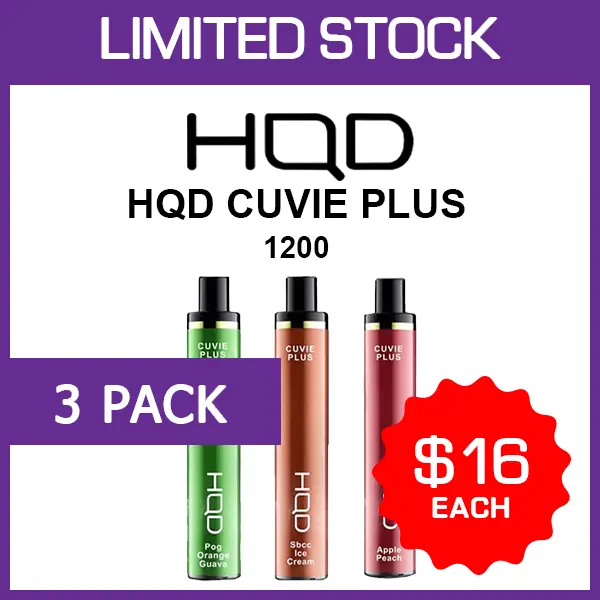 LIMITED STOCK
HQD
HQD CUVIE PLUS
1200
CUVIE
PLUS
CUVIE
PLUS
CUVIE
PLUS
3 PACK
$16
EACH
HQD
Pog
Orange
Guava
HQD
Sbcc
Ice
Cream
Apple
Peach